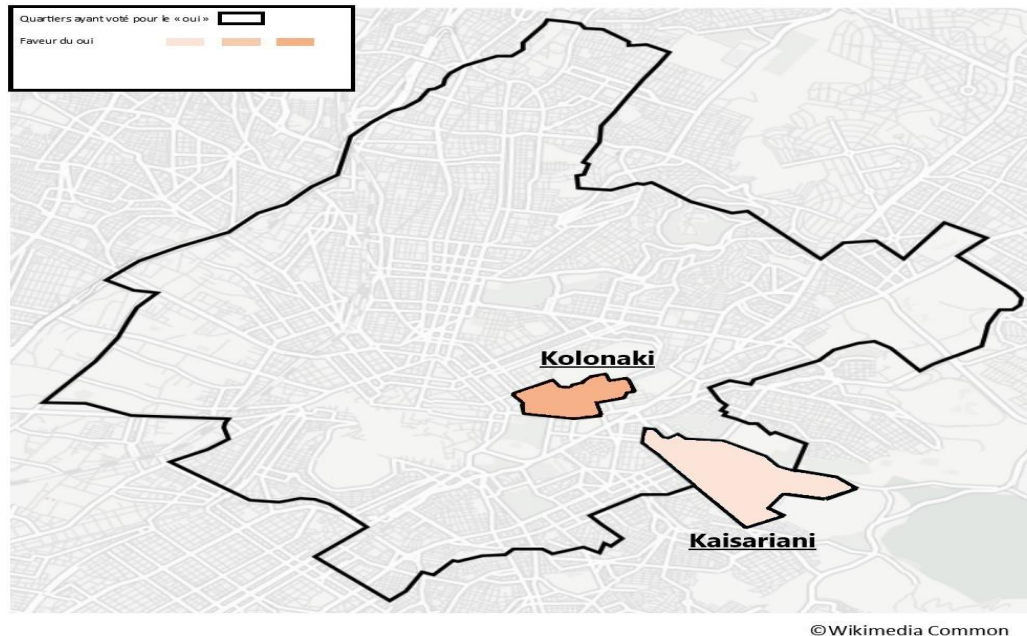 Quartiers ayant voté pour le « oui »
Faveur du oui
Kolonaki
Kaisariani
©Wikimedia Common